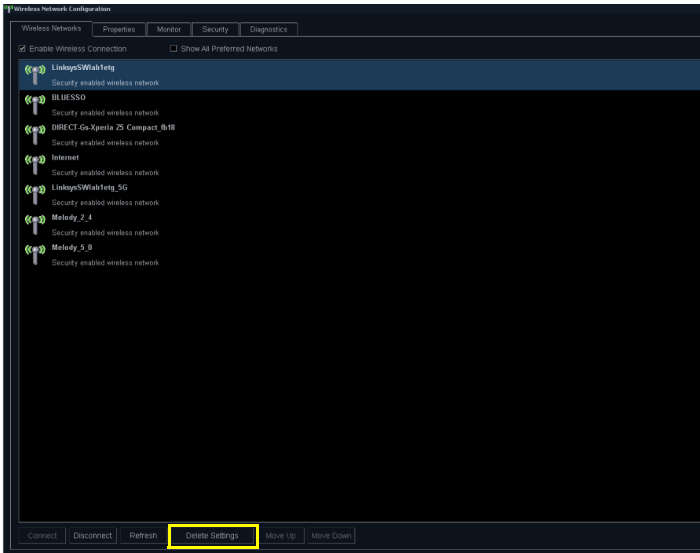 Wireless Network Configuration
Wireless Networks Properties Monitor Security Diagnostics
Enable Wireless Connection Show All Preferred Networks
LinksysSWlab1etg
Security enabled wireless network
BLUESSO
Security enabled wireless network
DIRECT-Gs-Xperia Z5 Compact_fb18
Security enabled wireless network
Internet
Security enabled wireless network
LinksysSWlab1etg_5G
Security enabled wireless network
Melody_2_4
Security enabled wireless network
Melody_5_0
Security enabled wireless network
Connect Disconnect Refresh Delete Settings Move Up Move Down